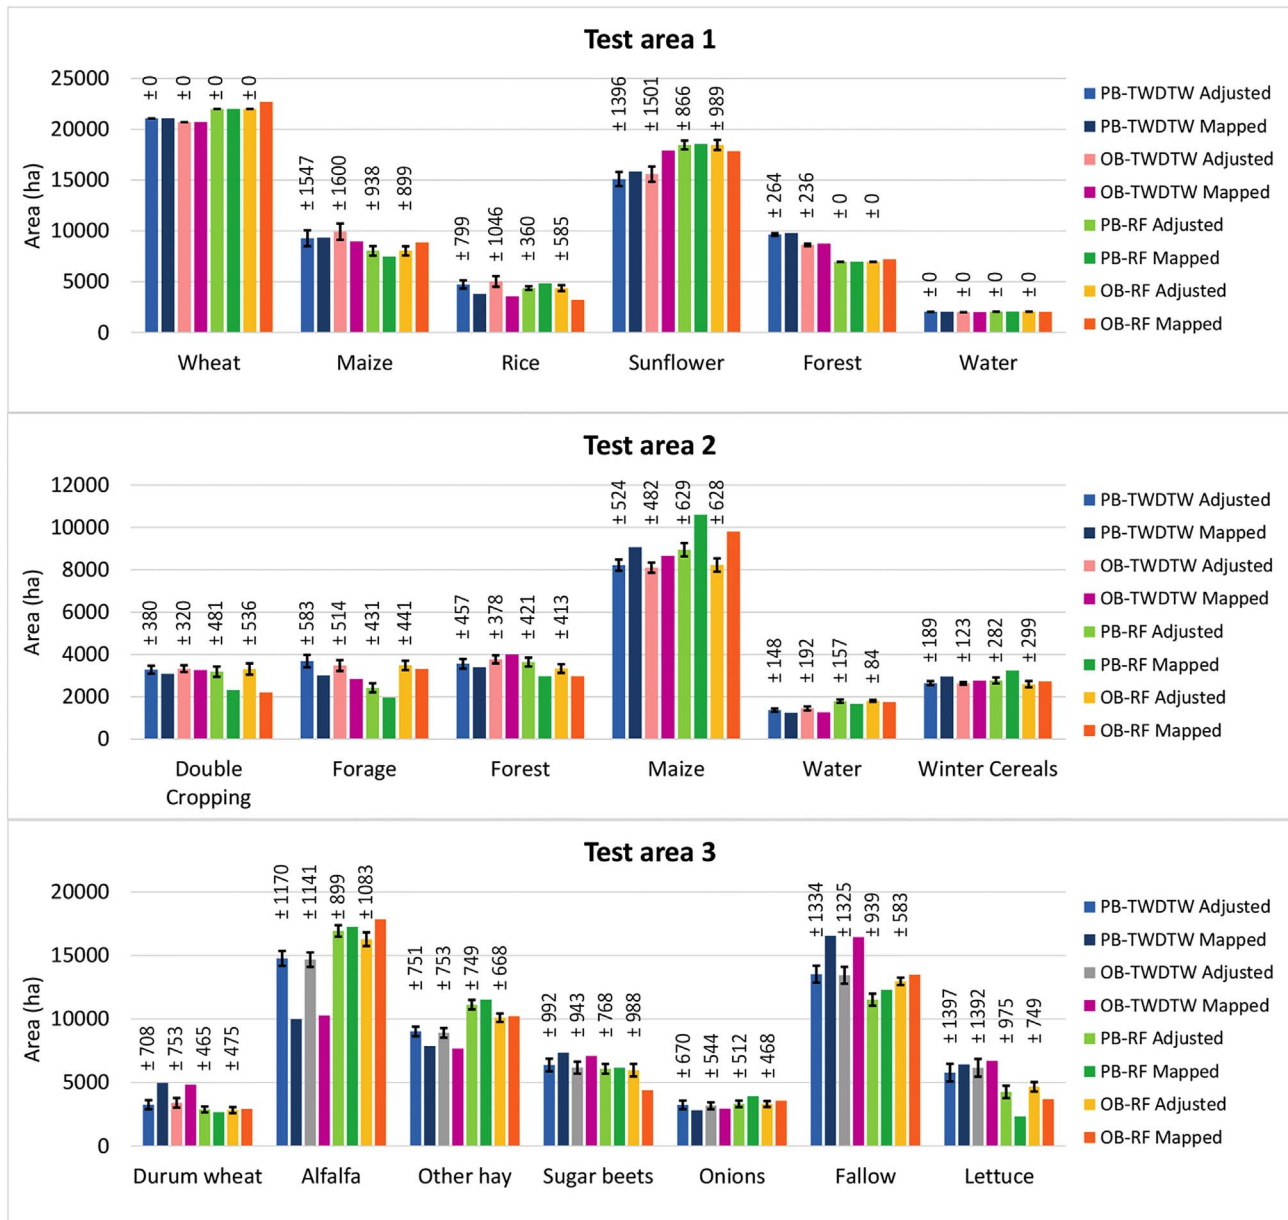 Test area 1
Area (ha)
25000
20000
15000
10000
5000
0
± 0
± 0
± 0
± 0
± 1547
± 1600
± 938
± 899
± 799
± 1046
± 360
± 585
± 1396
± 1501
± 866
± 989
± 264
± 236
± 0
± 0
± 0
± 0
± 0
± 0
Wheat
Maize
Rice
Sunflower
Forest
Water
PB-TWDTW Adjusted
PB-TWDTW Mapped
OB-TWDTW Adjusted
OB-TWDTW Mapped
PB-RF Adjusted
PB-RF Mapped
OB-RF Adjusted
OB-RF Mapped
Test area 2
Area (ha)
12000
10000
8000
6000
4000
2000
0
± 380
± 320
± 481
± 536
± 583
± 514
± 431
± 441
± 457
± 378
± 421
± 413
± 524
± 482
± 629
± 628
± 148
± 192
± 157
± 84
± 189
± 123
± 282
± 299
Double
Cropping
Forage
Forest
Maize
Water
Winter Cereals
PB-TWDTW Adjusted
PB-TWDTW Mapped
OB-TWDTW Adjusted
OB-TWDTW Mapped
PB-RF Adjusted
PB-RF Mapped
OB-RF Adjusted
OB-RF Mapped
Test area 3
Area (ha)
20000
15000
10000
5000
0
± 708
± 753
± 465
± 475
± 1170
± 1141
± 899
± 1083
± 751
± 753
± 749
± 668
± 992
± 943
± 768
± 988
± 670
± 544
± 512
± 468
± 1334
± 1325
± 939
± 583
± 1397
± 1392
± 975
± 749
Durum wheat
Alfalfa
Other hay
Sugar beets
Onions
Fallow
Lettuce
PB-TWDTW Adjusted
PB-TWDTW Mapped
OB-TWDTW Adjusted
OB-TWDTW Mapped
PB-RF Adjusted
PB-RF Mapped
OB-RF Adjusted
OB-RF Mapped